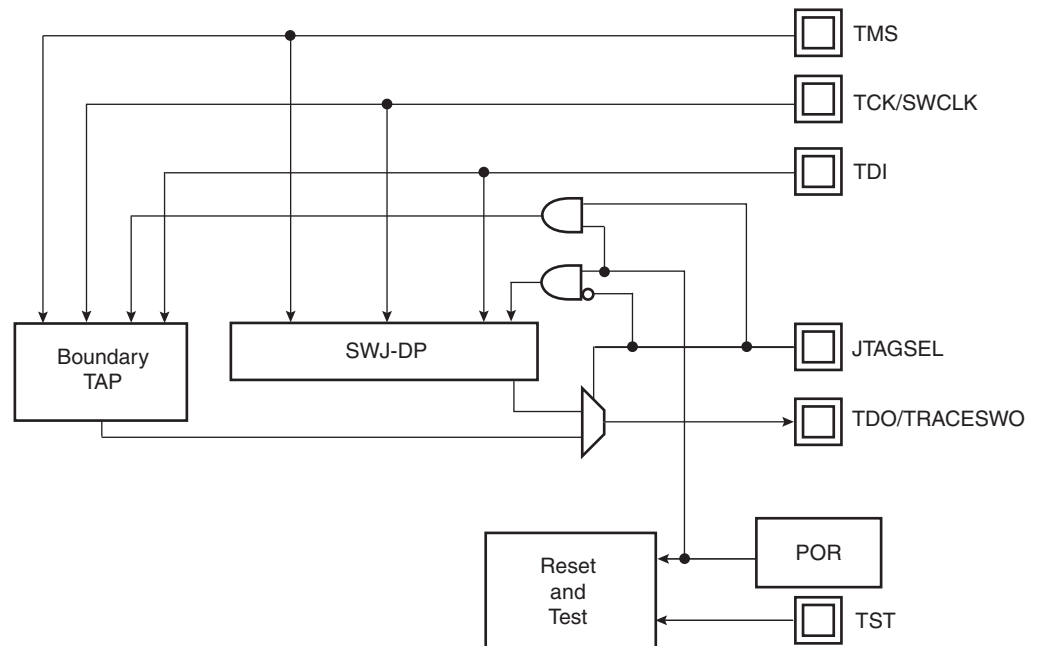 TMS
TCK/SWCLK
TDI
Boundary
TAP
SWJ-DP
JTAGSEL
TDO/TRACESWO
POR
Reset
and
Test
TST